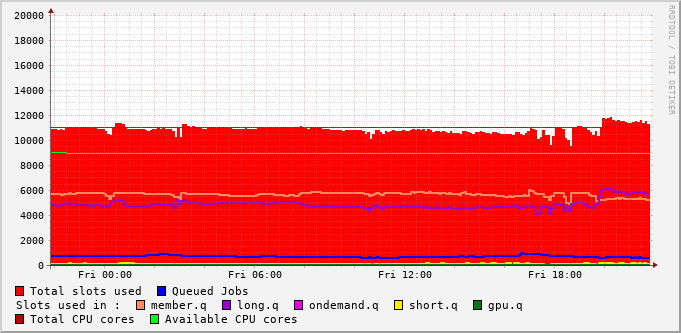 20000
18000
16000
14000
12000
10000
8000
6000
4000
2000
0
Fri 00:00 Fri 06:00 Fri 12:00 Fri 18:00
RRDTOOL / TOBI OETIKER
Total slots used Queued Jobs
Slots used in : member.q long.q ondemand.q short.q gpu.q
Total CPU cores Available CPU cores